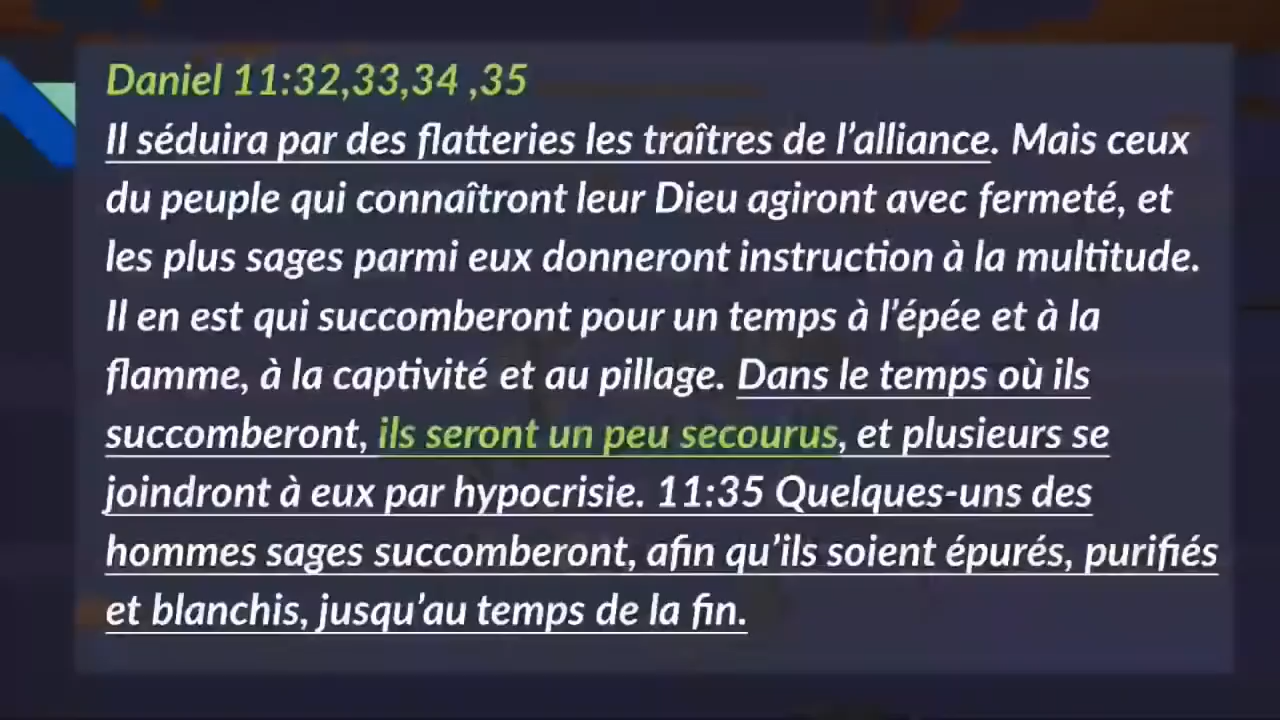 Daniel 11:32,33,34 ,35
Il séduira par des flatteries les traîtres de l’alliance. Mais ceux
du peuple qui connaîtront leur Dieu agiront avec fermeté, et
les plus sages parmi eux donneront instruction à la multitude.
Il en est qui succomberont pour un temps à l’épée et à la
flamme, à la captivité et au pillage. Dans le temps où ils
succomberont, ils seront un peu secourus, et plusieurs se
joindront à eux par hypocrisie. 11:35 Quelques-uns des
hommes sages succomberont, afin qu’ils soient épurés, purifiés
et blanchis, jusqu’au temps de la fin.